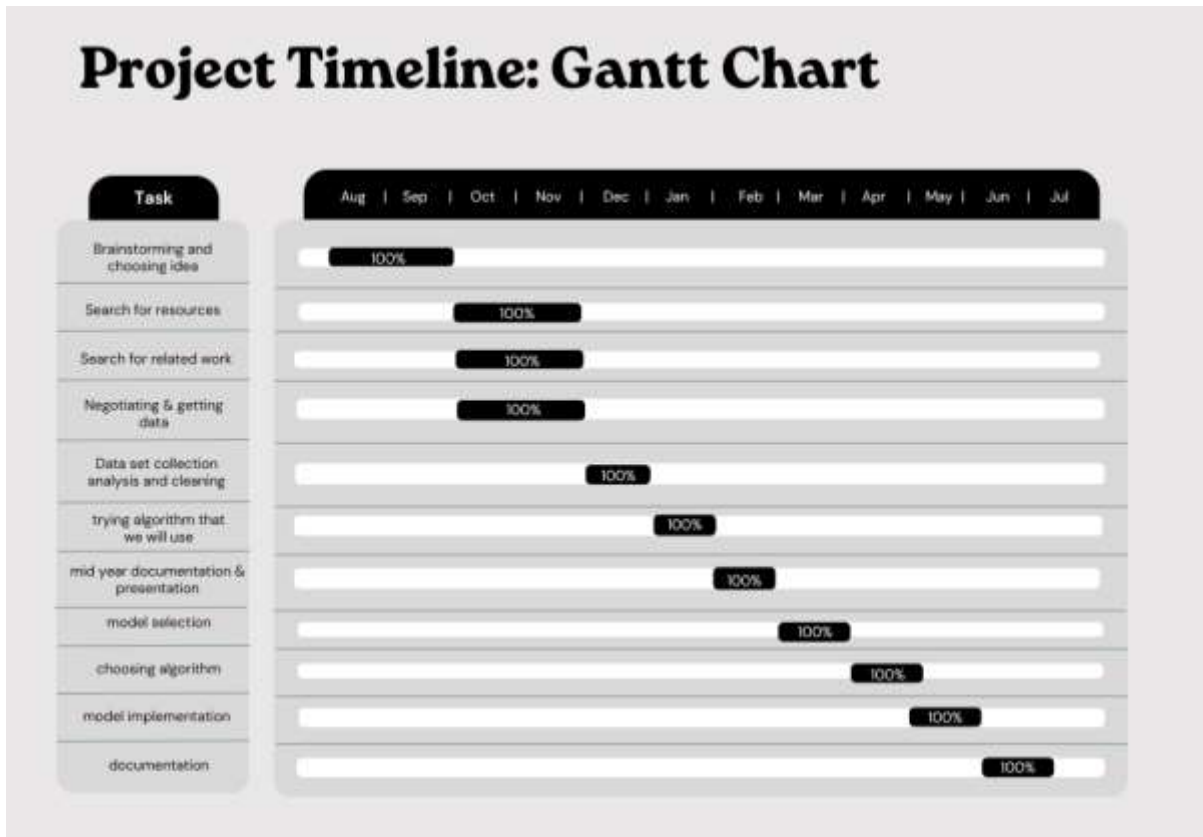 Project Timeline: Gantt Chart
Task
Aug | Sep | Oct | Nov | Dec | Jan | Feb | Mar | Apr | May | Jun | Jul
Brainstorming and
choosing idea
100%
Search for resources
100%
Search for related work
100%
Negotiating & getting
data
100%
Data set collection
analysis and cleaning
100%
trying algorithm that
we will use
100%
mid year documentation &
presentation
100%
model selection
100%
choosing algorithm
100%
model implementation
100%
documentation
100%